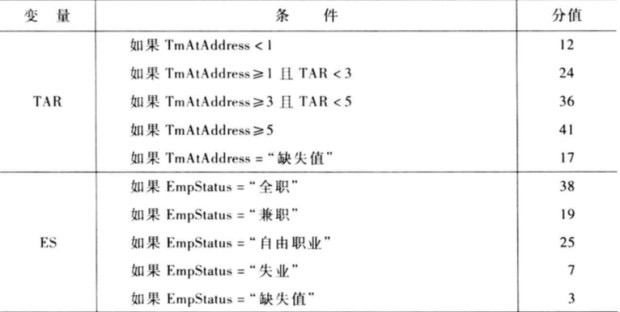 变 量 条 件 分值
如果 TmAtAddress < 1 12
如果 TmAtAddress ≥ 1 且 TAR < 3 24
TAR 如果 TmAtAddress ≥ 3 且 TAR < 5 36
如果 TmAtAddress ≥ 5 41
如果 TmAtAddress = “缺失值” 17
如果 EmpStatus = “全职” 38
如果 EmpStatus = “兼职” 19
ES 如果 EmpStatus = “自由职业” 25
如果 EmpStatus = “失业” 7
如果 EmpStatus = “缺失值” 3